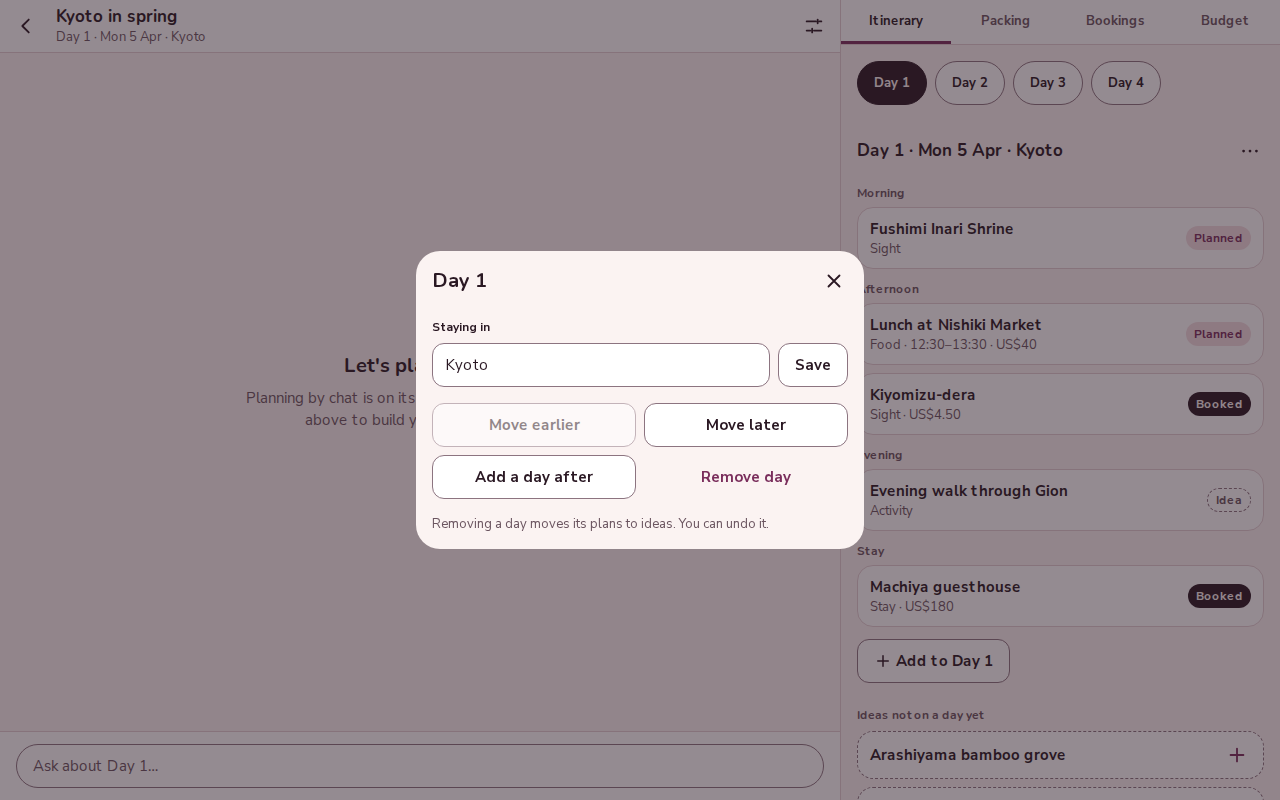 Kyoto in spring
Day 1 · Mon 5 Apr · Kyoto
Itinerary
Packing
Bookings
Budget
Day 1
Day 2
Day 3
Day 4
Day 1 · Mon 5 Apr · Kyoto
Morning
Fushimi Inari Shrine
Sight
Planned
Afternoon
Lunch at Nishiki Market
Food · 12:30–13:30 · US$40
Planned
Kiyomizu-dera
Sight · US$4.50
Booked
Evening
Evening walk through Gion
Activity
Idea
Stay
Machiya guesthouse
Stay · US$180
Booked
Add to Day 1
Ideas not on a day yet
Arashiyama bamboo grove
Let's
Planning by chat is on its
above to build
Ask about Day 1...
Day 1
Staying in
Kyoto
Save
Move earlier
Move later
Add a day after
Remove day
Removing a day moves its plans to ideas. You can undo it.